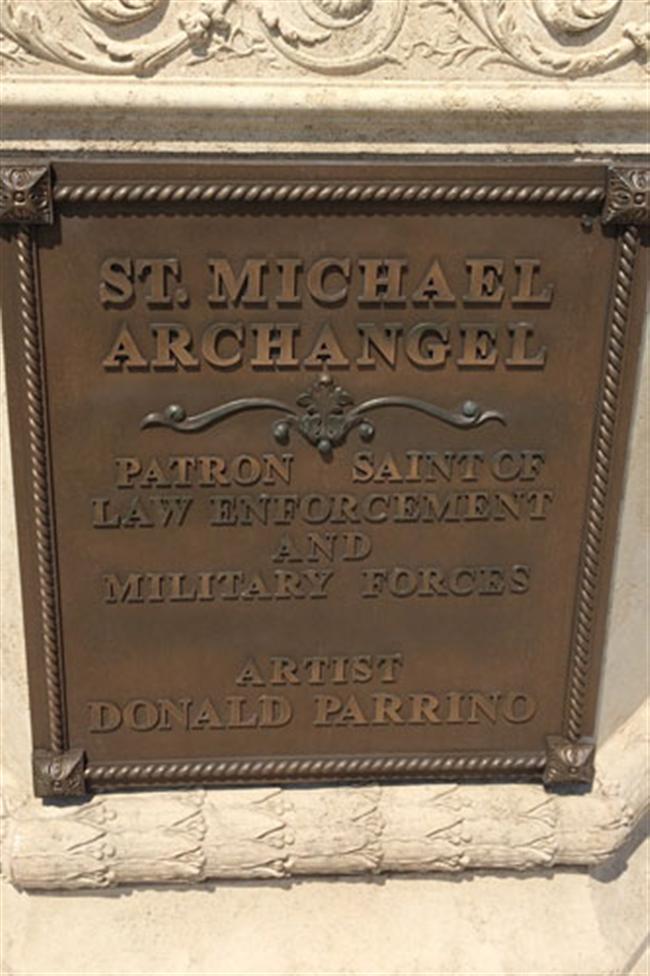 ST. MICHAEL
ARCHANGEL
PATRON SAINT OF
LAW ENFORCEMENT
AND
MILITARY FORCES
ARTIST
DONALD PARRINO